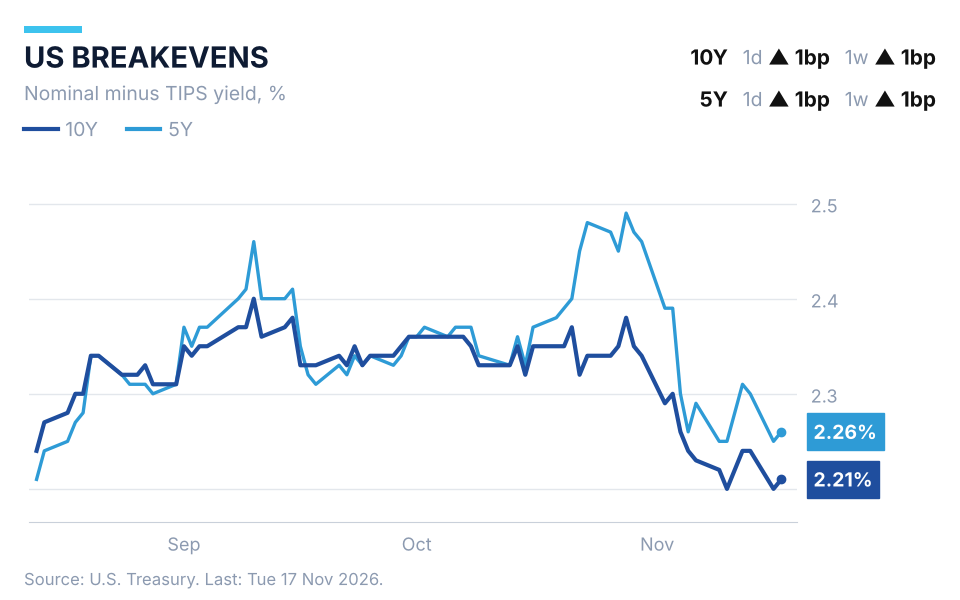 US BREAKEVENS
Nominal minus TIPS yield, %
10Y 5Y
10Y 1d ▲ 1bp 1w ▲ 1bp
5Y 1d ▲ 1bp 1w ▲ 1bp
2.5
2.4
2.3
2.26%
2.21%
Sep Oct Nov
Source: U.S. Treasury. Last: Tue 17 Nov 2026.